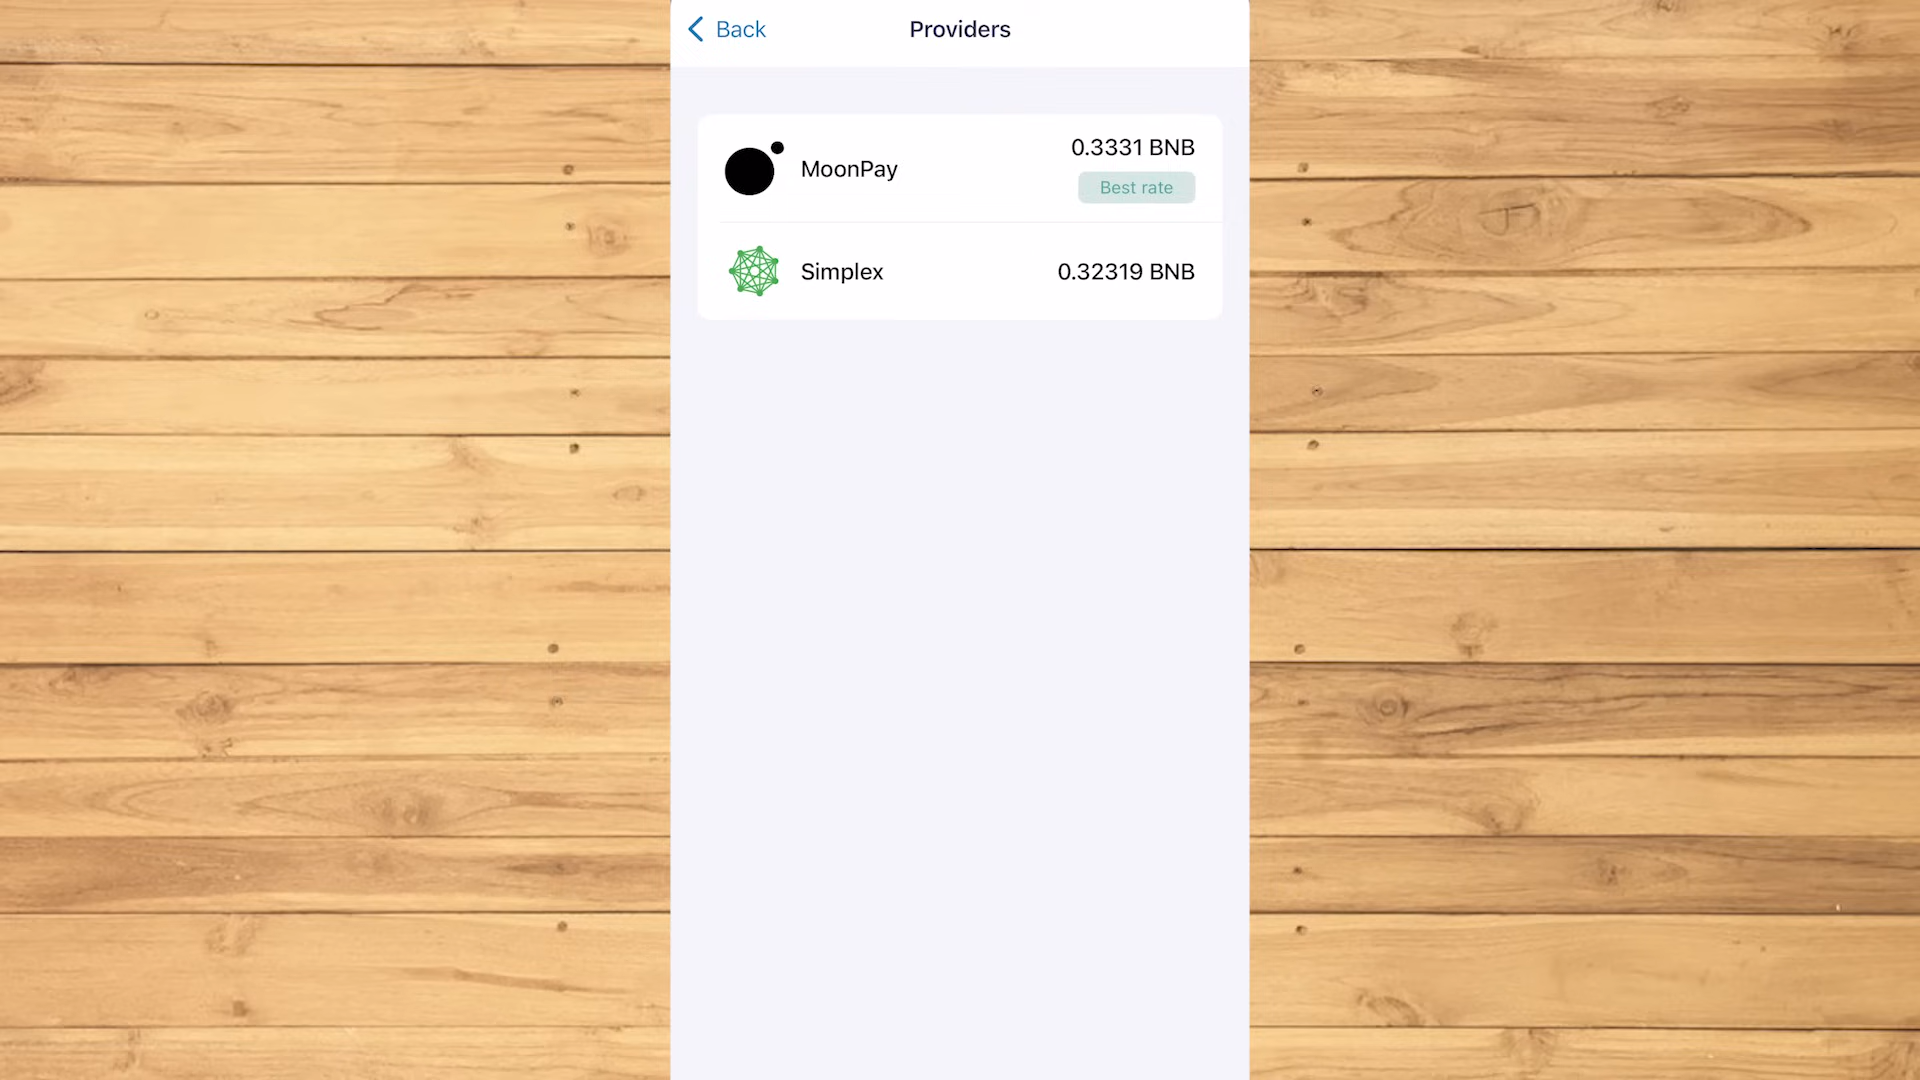 Back
Providers
MoonPay
0.3331 BNB
Best rate
Simplex
0.32319 BNB